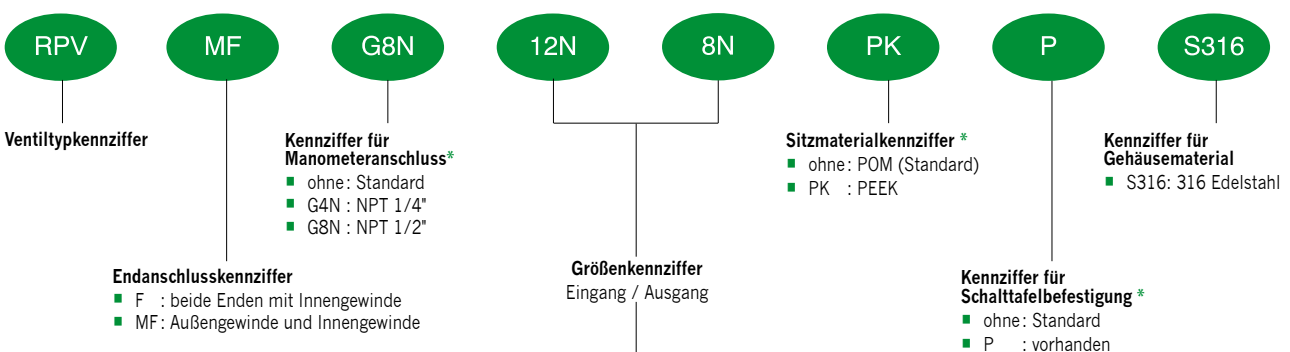 RPV MF G8N 12N 8N PK P S316
Ventiltypkennziffer
Kennziffer für
Manometeranschluss*
ohne: Standard
G4N : NPT 1/4"
G8N : NPT 1/2"
Sitzmaterialkennziffer *
ohne: POM (Standard)
PK : PEEK
Kennziffer für
Gehäusematerial
S316: 316 Edelstahl
Endanschlusskennziffer
F : beide Enden mit Innengewinde
MF: Außengewinde und Innengewinde
Größenkennziffer
Eingang / Ausgang
Kennziffer für
Schalttafelbefestigung *
ohne: Standard
P : vorhanden